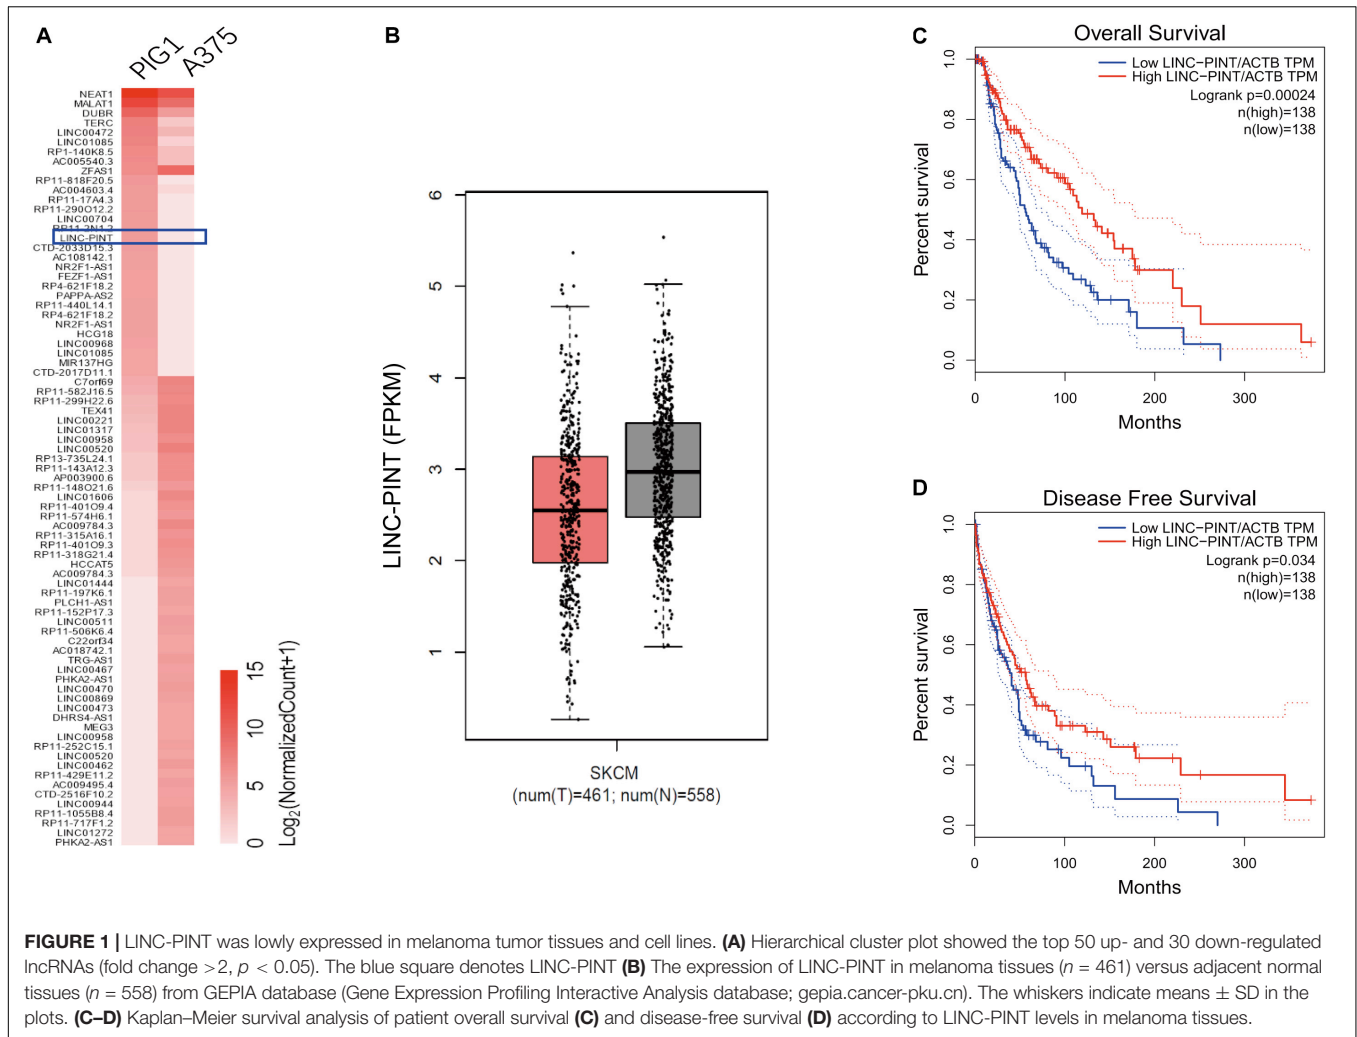 A
PIG1
A375
NEAT1
MALAT1
DUBR
TERC
LINC00472
LINC01085
RP1-140K8.5
AC005540.3
ZFAS1
RP11-818F20.5
AC004603.4
RP11-17A4.3
RP11-290O12.2
LINC00704
RP11-2N1.2
LINC-PINT
CTD-2033D15.3
AC108142.1
NR2F1-AS1
FEZF1-AS1
RP4-621F18.2
PAPPA-AS2
RP11-440L14.1
RP4-621F18.2
NR2F1-AS1
HCG18
LINC00968
LINC01085
MIR137HG
CTD-2017D11.1
C7orf69
RP11-582J16.5
RP11-299H22.6
TEX41
LINC00221
LINC01317
LINC00958
LINC00520
RP13-735L24.1
RP11-143A12.3
AP003900.6
RP11-148O21.6
LINC01606
RP11-401O9.4
RP11-574H6.1
AC009784.3
RP11-315A16.1
RP11-401O9.3
RP11-318G21.4
HCCAT5
AC009784.3
LINC01444
RP11-197K6.1
PLCH1-AS1
RP11-152P17.3
LINC00511
RP11-506K6.4
C22orf34
AC018742.1
TRG-AS1
LINC00467
PHKA2-AS1
LINC00470
LINC00869
LINC00473
DHRS4-AS1
MEG3
LINC00958
RP11-252C15.1
LINC00520
LINC00462
RP11-429E11.2
AC009495.4
CTD-2516F10.2
LINC00944
RP11-1055B8.4
RP11-717F1.2
LINC01272
PHKA2-AS1
15
10
5
0
Log2(NormalizedCount+1)
B
LINC-PINT (FPKM)
6
5
4
3
2
1
SKCM
(num(T)=461; num(N)=558)
C
Overall Survival
Low LINC−PINT/ACTB TPM
High LINC−PINT/ACTB TPM
Logrank p=0.00024
n(high)=138
n(low)=138
Percent survival
1.0
0.8
0.6
0.4
0.2
0.0
0 100 200 300
Months
D
Disease Free Survival
Low LINC−PINT/ACTB TPM
High LINC−PINT/ACTB TPM
Logrank p=0.034
n(high)=138
n(low)=138
Percent survival
1.0
0.8
0.6
0.4
0.2
0.0
0 100 200 300
Months
FIGURE 1 | LINC-PINT was lowly expressed in melanoma tumor tissues and cell lines. (A) Hierarchical cluster plot showed the top 50 up- and 30 down-regulated
lncRNAs (fold change >2, p < 0.05). The blue square denotes LINC-PINT (B) The expression of LINC-PINT in melanoma tissues (n = 461) versus adjacent normal
tissues (n = 558) from GEPIA database (Gene Expression Profiling Interactive Analysis database; gepia.cancer-pku.cn). The whiskers indicate means ± SD in the
plots. (C–D) Kaplan–Meier survival analysis of patient overall survival (C) and disease-free survival (D) according to LINC-PINT levels in melanoma tissues.